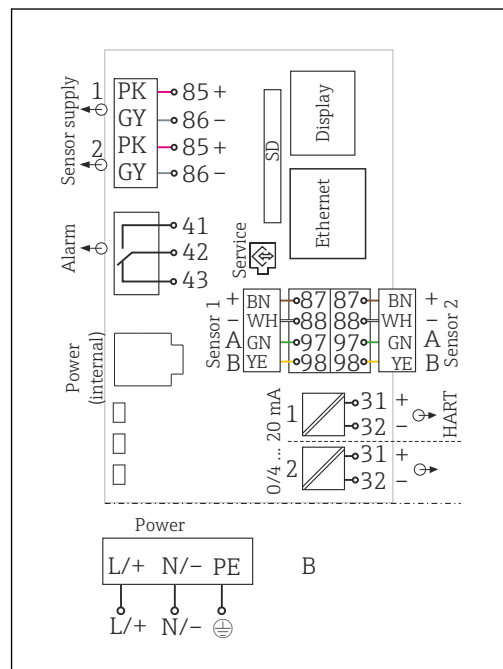 Sensor supply
1 PK 85 +
GY 86 -
2 PK 85 +
GY 86 -
Display
SD
Ethernet
Alarm
41
42
43
Service
Sensor 1
+ BN 87 87 BN +
- WH 88 88 WH -
A GN 97 97 GN A
B YE 98 98 YE B
Sensor 2
Power
(internal)
0/4 ... 20 mA
1 31 +
32 -
HART
2 31 +
32 -
Power
L/+ N/- PE
B
L/+ N/-